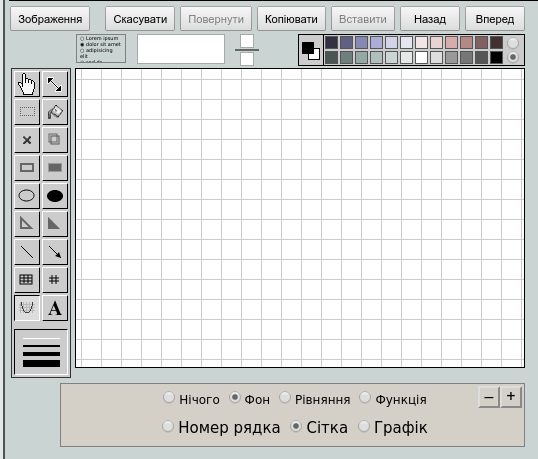 Зображення Скасувати Повернути Копіювати Вставити Назад Вперед
Lorem ipsum
dolor sit amet
adipisicing
elit
A
Нічого Фон Рівняння Функція
– +
Номер рядка Сітка Графік